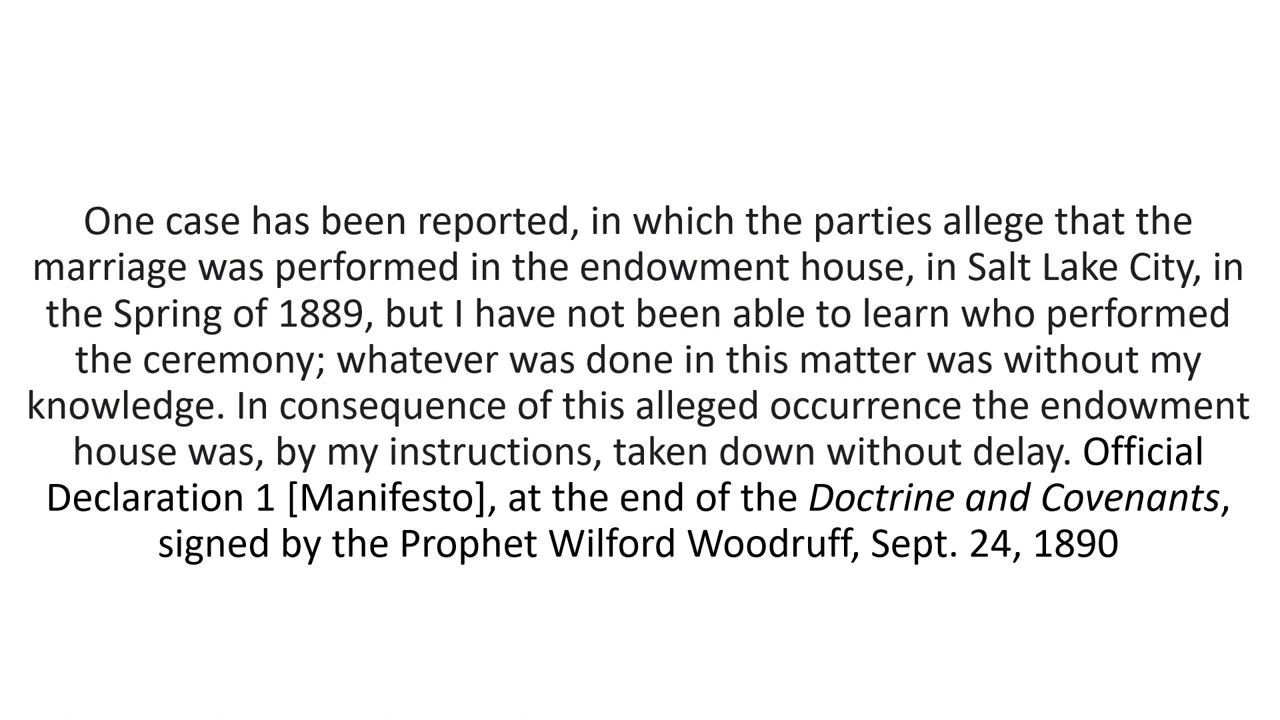 One case has been reported, in which the parties allege that the
marriage was performed in the endowment house, in Salt Lake City, in
the Spring of 1889, but I have not been able to learn who performed
the ceremony; whatever was done in this matter was without my
knowledge. In consequence of this alleged occurrence the endowment
house was, by my instructions, taken down without delay. Official
Declaration 1 [Manifesto], at the end of the Doctrine and Covenants,
signed by the Prophet Wilford Woodruff, Sept. 24, 1890